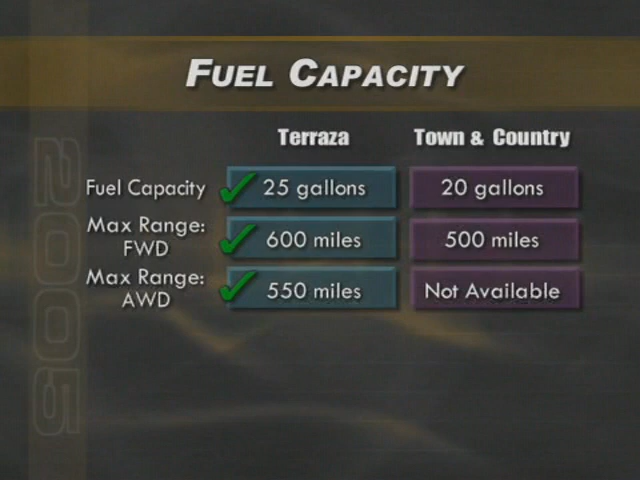 FUEL CAPACITY
Terraza Town & Country
Fuel Capacity 25 gallons 20 gallons
Max Range:
FWD 600 miles 500 miles
Max Range:
AWD 550 miles Not Available
2005